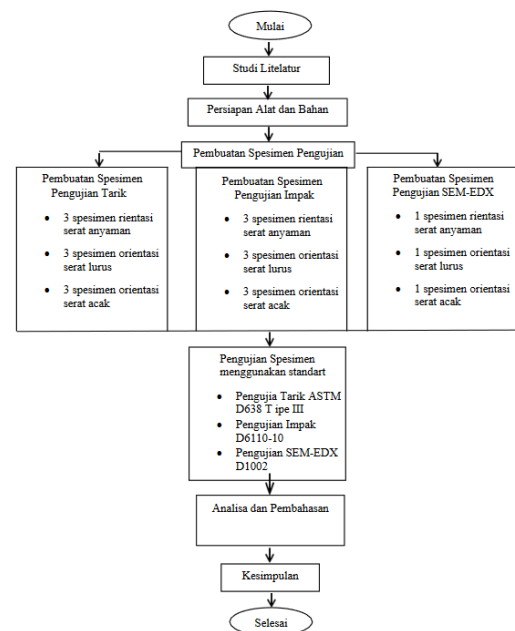 Mulai
Studi Litelatur
Persiapan Alat dan Bahan
Pembuatan Spesimen Pengujian
Pembuatan Spesimen
Pengujian Tarik
• 3 spesimen rientasi
serat anyaman
• 3 spesimen orientasi
serat lurus
• 3 spesimen orientasi
serat acak
Pembuatan Spesimen
Pengujian Impak
• 3 spesimen rientasi
serat anyaman
• 3 spesimen orientasi
serat lurus
• 3 spesimen orientasi
serat acak
Pembuatan Spesimen
Pengujian SEM-EDX
• 1 spesimen rientasi
serat anyaman
• 1 spesimen orientasi
serat lurus
• 1 spesimen orientasi
serat acak
Pengujian Spesimen
menggunakan standart
• Pengujia Tarik ASTM
D638 T ipe III
• Pengujian Impak
D6110-10
• Pengujian SEM-EDX
D1002
Analisa dan Pembahasan
Kesimpulan
Selesai